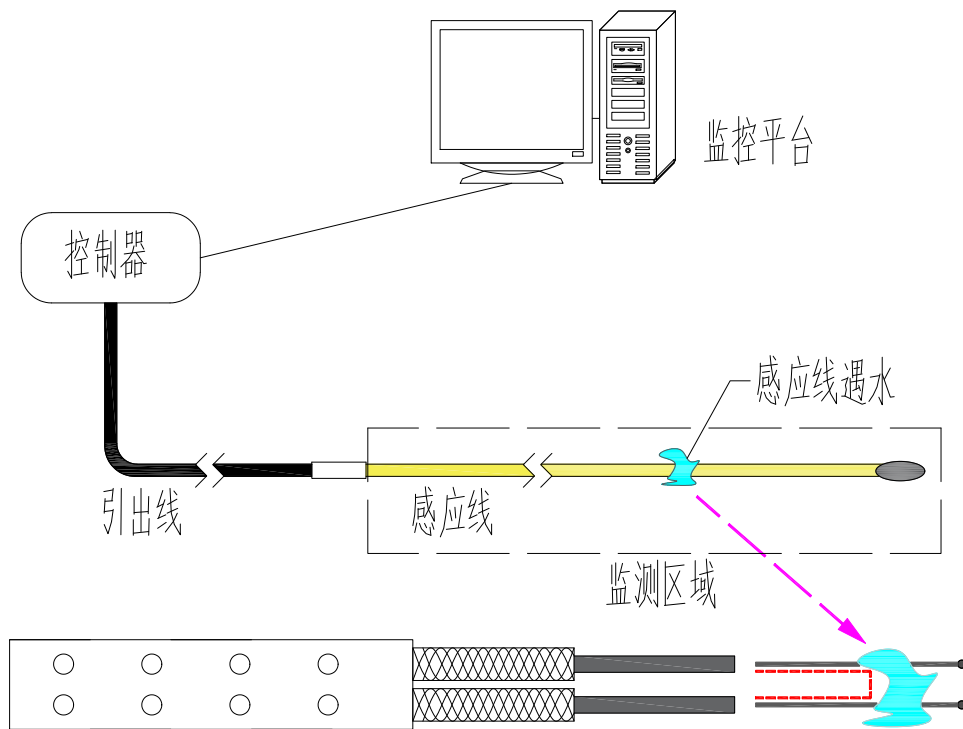 监控平台
控制器
感应线遇水
引出线
感应线
监测区域